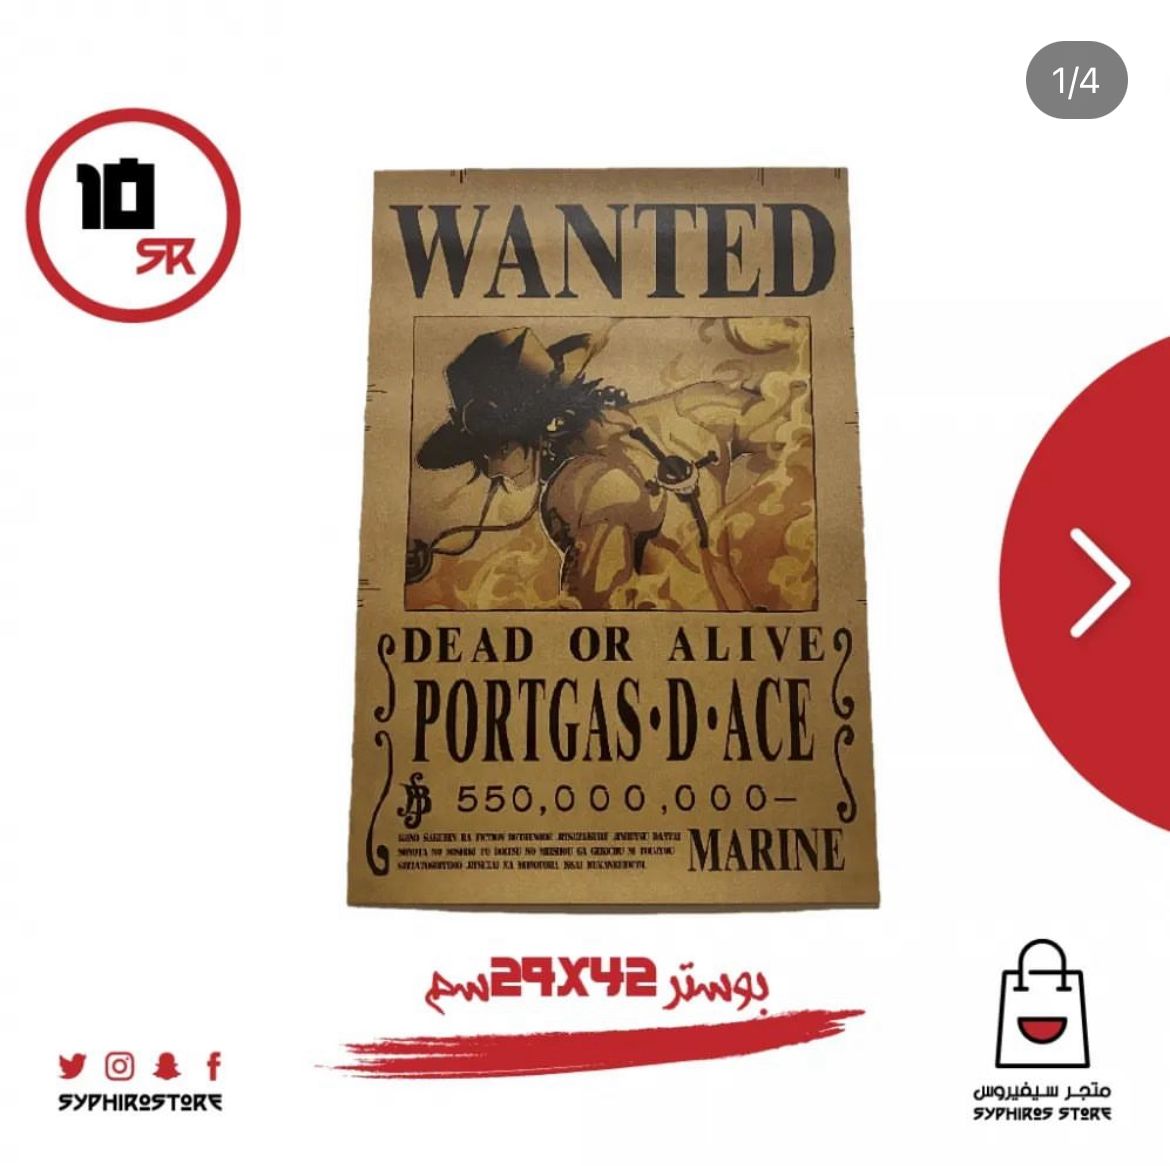 1/4
10
SR
WANTED
DEAD OR ALIVE
PORTGAS·D·ACE
550,000,000-
MARINE
بوستر 29X42سم
SYPHIROSTORE
متجر سيفيروس
SYPHIROS STORE